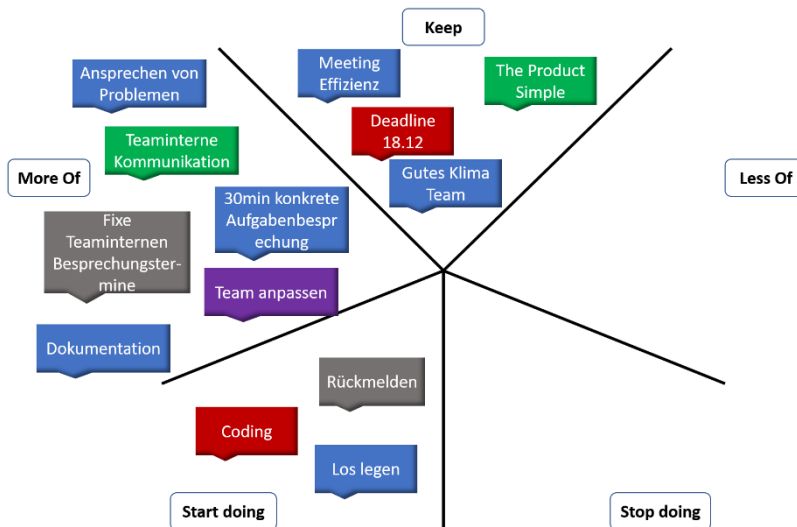 Keep
Meeting
Effizienz
The Product
Simple
Deadline
18.12
Gutes Klima
Team
More Of
Ansprechen von
Problemen
Teaminterne
Kommunikation
30min konkrete
Aufgabenbespr
echung
Fixe
Teaminternen
Besprechungster-
mine
Team anpassen
Dokumentation
Less Of
Rückmelden
Coding
Los legen
Start doing
Stop doing